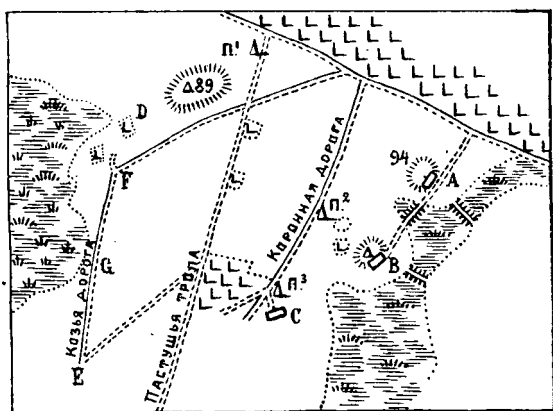 П¹
Δ89
D
94
А
F
П²
В
G
П³
С
Е
КОЗЬЯ ДОРОГА
ПАСТУШЬЯ ТРОПА
КОРОННАЯ ДОРОГА